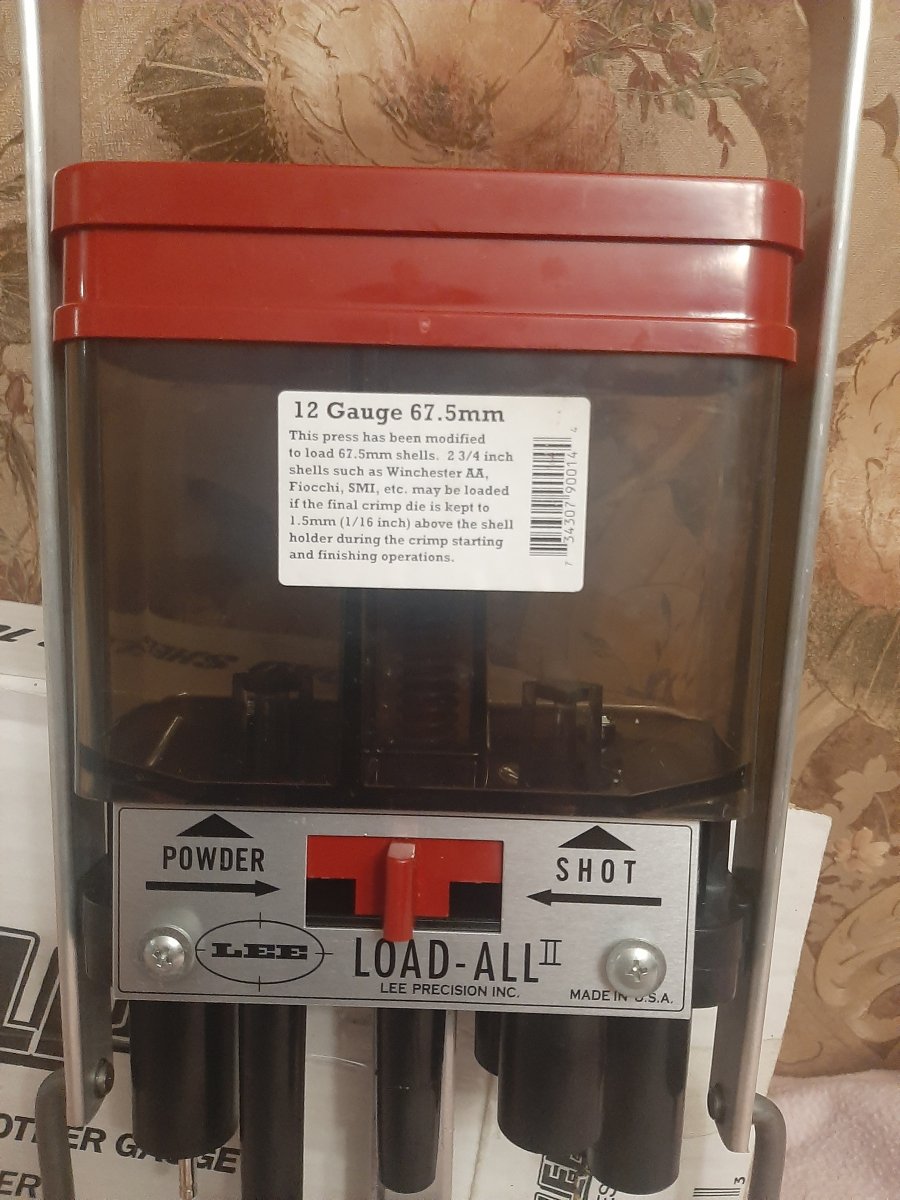 12 Gauge 67.5mm
This press has been modified
to load 67.5mm shells. 2 3/4 inch
shells such as Winchester AA,
Fiocchi, SMI, etc. may be loaded
if the final crimp die is kept to
1.5mm (1/16 inch) above the shell
holder during the crimp starting
and finishing operations.
7 34307 90014 4
POWDER
SHOT
LEE
LOAD-ALL II
LEE PRECISION INC.
MADE IN U.S.A.
GAUGE
ER
3